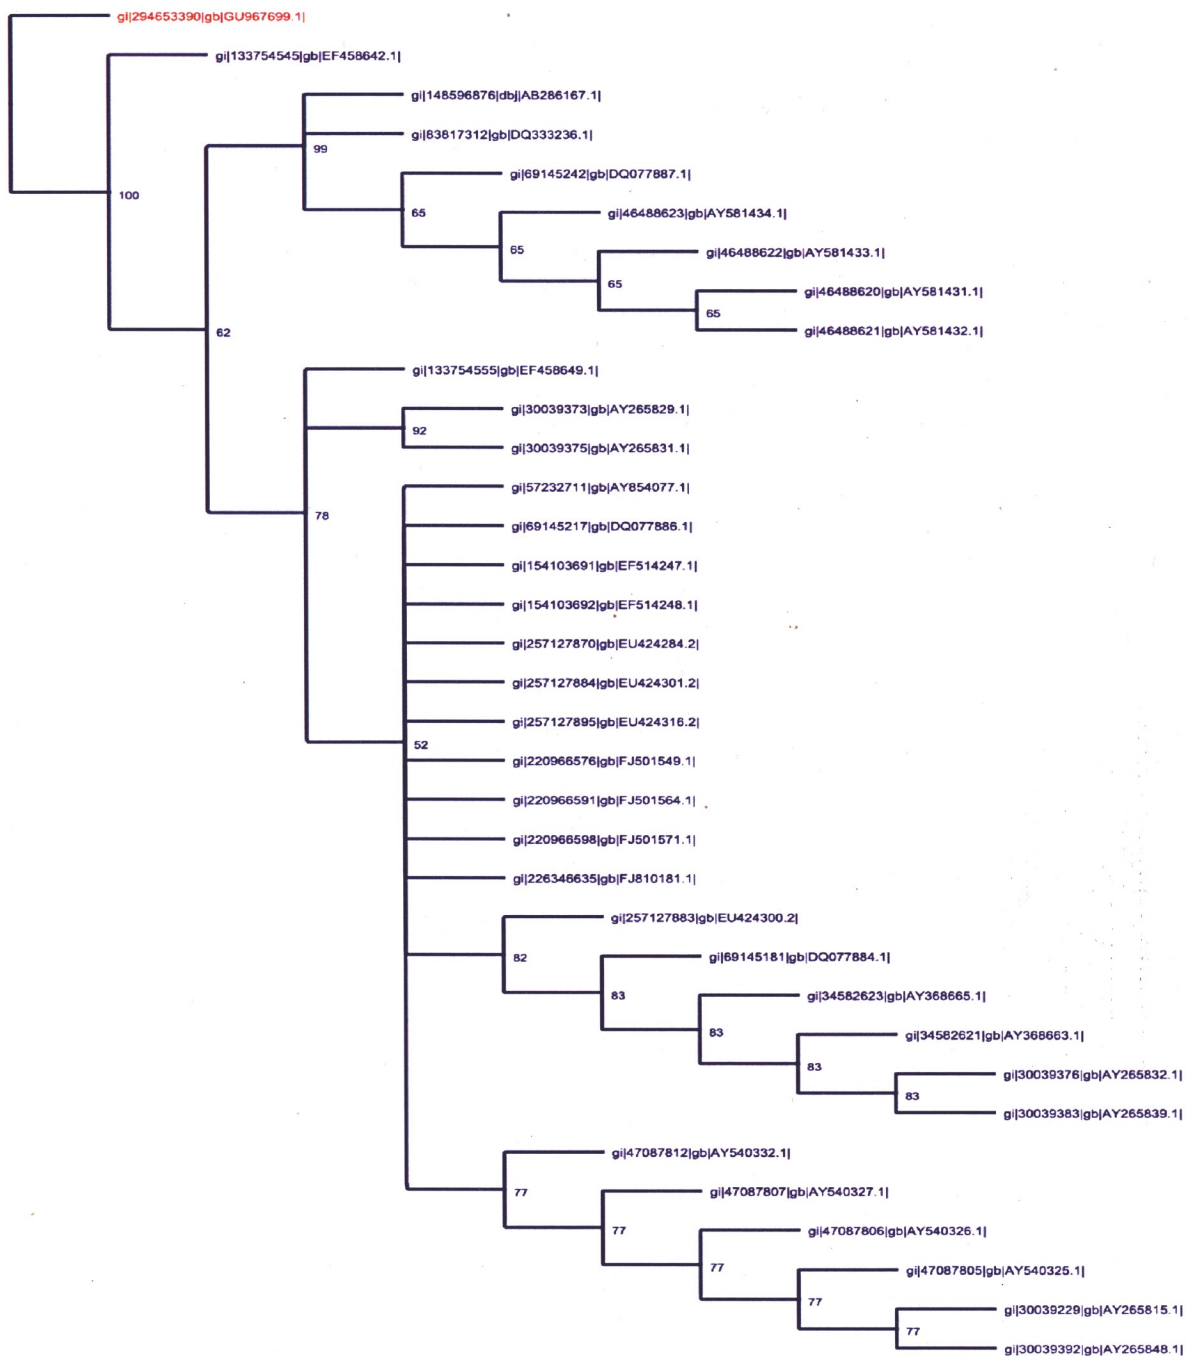 gi|294653390|gb|GU967699.1|
gi|133754545|gb|EF458642.1|
gi|148596876|dbj|AB286167.1|
gi|83817312|gb|DQ333236.1|
99
gi|69145242|gb|DQ077887.1|
100
65
gi|46488623|gb|AY581434.1|
65
gi|46488622|gb|AY581433.1|
65
gi|46488620|gb|AY581431.1|
65
62
gi|46488621|gb|AY581432.1|
gi|133754555|gb|EF458649.1|
gi|30039373|gb|AY265829.1|
92
gi|30039375|gb|AY265831.1|
gi|57232711|gb|AY854077.1|
78
gi|69145217|gb|DQ077886.1|
gi|154103691|gb|EF514247.1|
gi|154103692|gb|EF514248.1|
gi|257127870|gb|EU424284.2|
gi|257127884|gb|EU424301.2|
gi|257127895|gb|EU424316.2|
52
gi|220966576|gb|FJ501549.1|
gi|220966591|gb|FJ501564.1|
gi|220966598|gb|FJ501571.1|
gi|226346635|gb|FJ810181.1|
gi|257127883|gb|EU424300.2|
82
gi|69145181|gb|DQ077884.1|
83
gi|34582623|gb|AY368665.1|
83
gi|34582621|gb|AY368663.1|
83
gi|30039376|gb|AY265832.1|
83
gi|30039383|gb|AY265839.1|
gi|47087812|gb|AY540332.1|
77
gi|47087807|gb|AY540327.1|
77
gi|47087806|gb|AY540326.1|
77
gi|47087805|gb|AY540325.1|
77
gi|30039229|gb|AY265815.1|
77
gi|30039392|gb|AY265848.1|